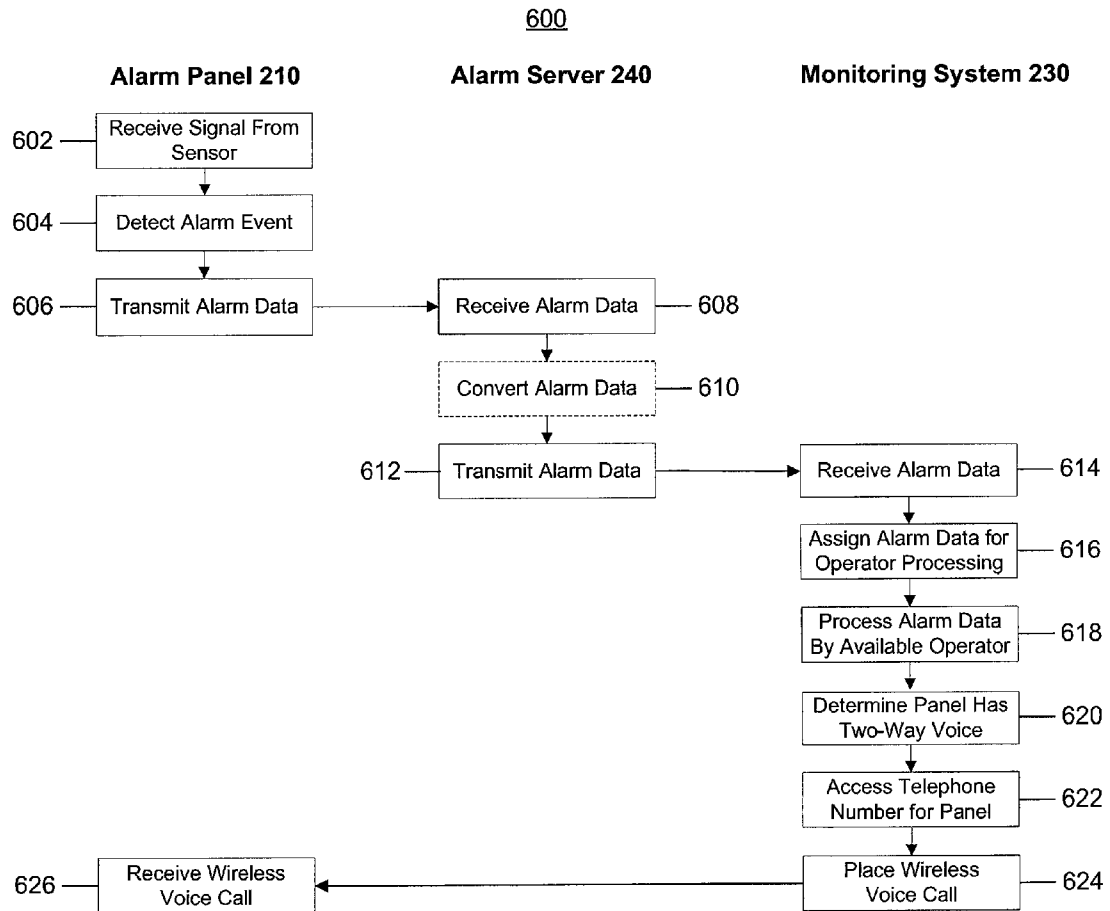 600
Alarm Panel 210
Alarm Server 240
Monitoring System 230
602
Receive Signal From
Sensor
604
Detect Alarm Event
606
Transmit Alarm Data
Receive Alarm Data
608
Convert Alarm Data
610
612
Transmit Alarm Data
Receive Alarm Data
614
Assign Alarm Data for
Operator Processing
616
Process Alarm Data
By Available Operator
618
Determine Panel Has
Two-Way Voice
620
Access Telephone
Number for Panel
622
626
Receive Wireless
Voice Call
Place Wireless
Voice Call
624